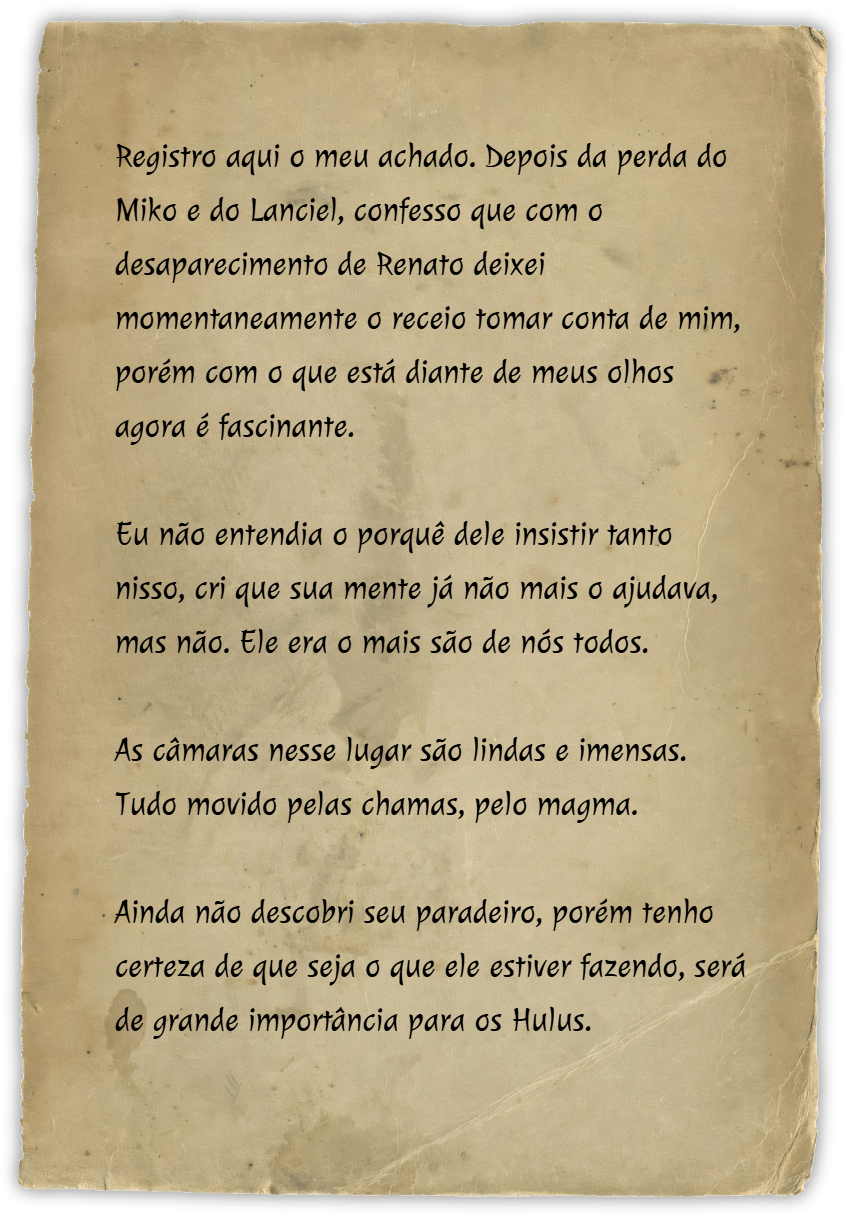 Registro aqui o meu achado. Depois da perda do
Miko e do Lanciel, confesso que com o
desaparecimento de Renato deixei
momentaneamente o receio tomar conta de mim,
porém com o que está diante de meus olhos
agora é fascinante.
Eu não entendia o porquê dele insistir tanto
nisso, cri que sua mente já não mais o ajudava,
mas não. Ele era o mais são de nós todos.
As câmaras nesse lugar são lindas e imensas.
Tudo movido pelas chamas, pelo magma.
Ainda não descobri seu paradeiro, porém tenho
certeza de que seja o que ele estiver fazendo, será
de grande importância para os Hulus.